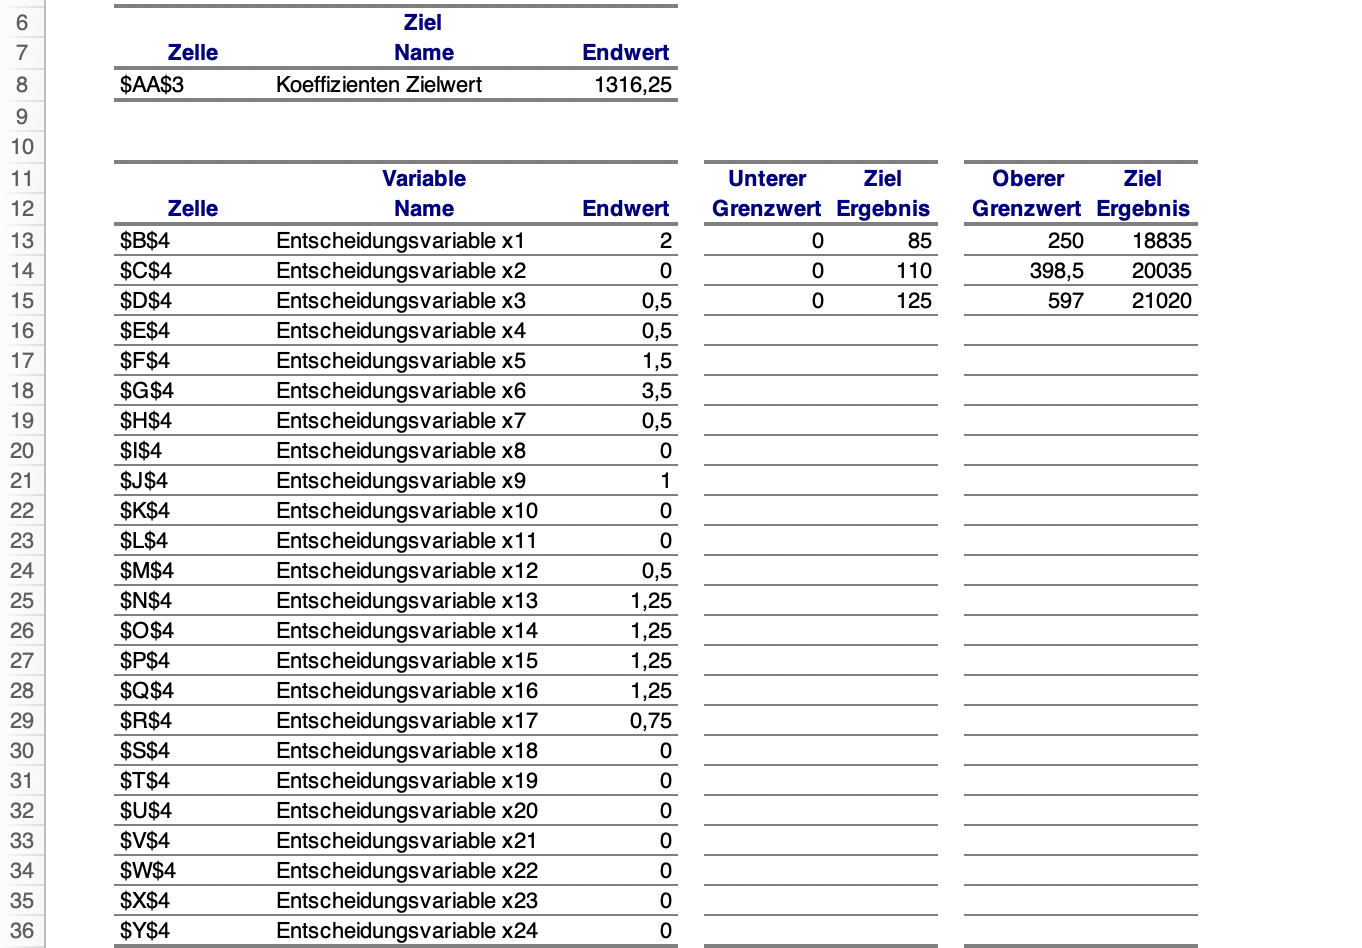 6 Ziel
7 Zelle Name Endwert
8 $AA$3 Koeffizienten Zielwert 1316,25
9
10
11 Variable Unterer Ziel Oberer Ziel
12 Zelle Name Endwert Grenzwert Ergebnis Grenzwert Ergebnis
13 $B$4 Entscheidungsvariable x1 2 0 85 250 18835
14 $C$4 Entscheidungsvariable x2 0 0 110 398,5 20035
15 $D$4 Entscheidungsvariable x3 0,5 0 125 597 21020
16 $E$4 Entscheidungsvariable x4 0,5
17 $F$4 Entscheidungsvariable x5 1,5
18 $G$4 Entscheidungsvariable x6 3,5
19 $H$4 Entscheidungsvariable x7 0,5
20 $I$4 Entscheidungsvariable x8 0
21 $J$4 Entscheidungsvariable x9 1
22 $K$4 Entscheidungsvariable x10 0
23 $L$4 Entscheidungsvariable x11 0
24 $M$4 Entscheidungsvariable x12 0,5
25 $N$4 Entscheidungsvariable x13 1,25
26 $O$4 Entscheidungsvariable x14 1,25
27 $P$4 Entscheidungsvariable x15 1,25
28 $Q$4 Entscheidungsvariable x16 1,25
29 $R$4 Entscheidungsvariable x17 0,75
30 $S$4 Entscheidungsvariable x18 0
31 $T$4 Entscheidungsvariable x19 0
32 $U$4 Entscheidungsvariable x20 0
33 $V$4 Entscheidungsvariable x21 0
34 $W$4 Entscheidungsvariable x22 0
35 $X$4 Entscheidungsvariable x23 0
36 $Y$4 Entscheidungsvariable x24 0